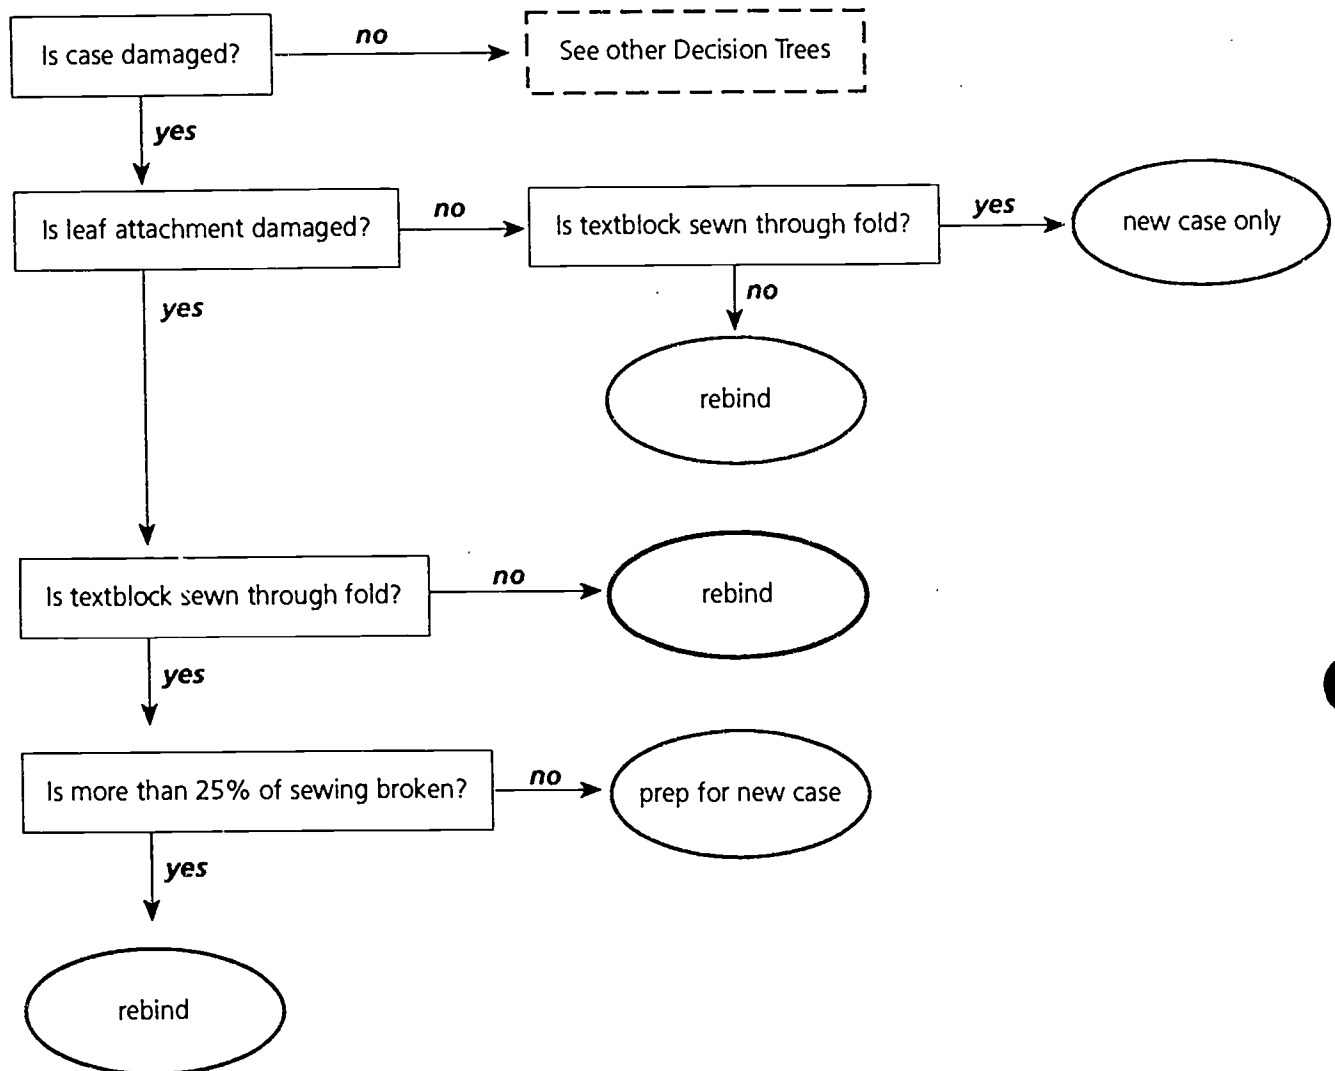 Is case damaged?
no
See other Decision Trees
yes
Is leaf attachment damaged?
no
Is textblock sewn through fold?
yes
new case only
yes
no
rebind
Is textblock sewn through fold?
no
rebind
yes
Is more than 25% of sewing broken?
no
prep for new case
yes
rebind